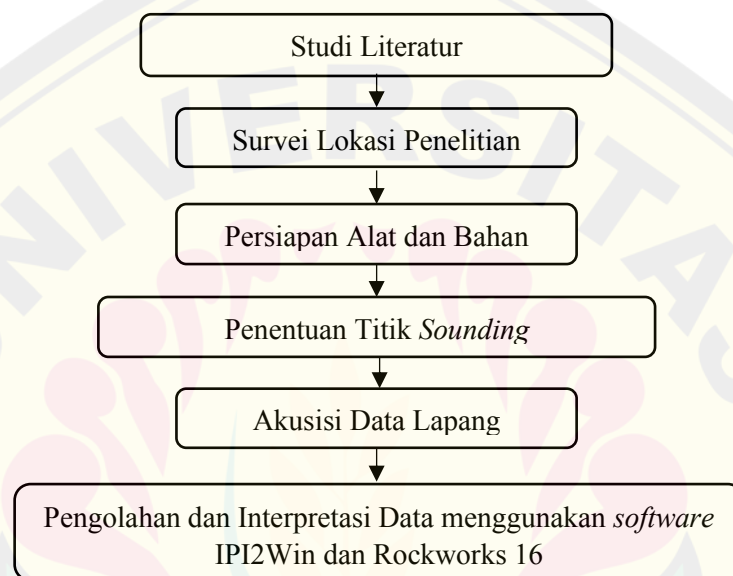 Studi Literatur
Survei Lokasi Penelitian
Persiapan Alat dan Bahan
Penentuan Titik Sounding
Akusisi Data Lapang
Pengolahan dan Interpretasi Data menggunakan software
IPI2Win dan Rockworks 16
UNIVERSITAS